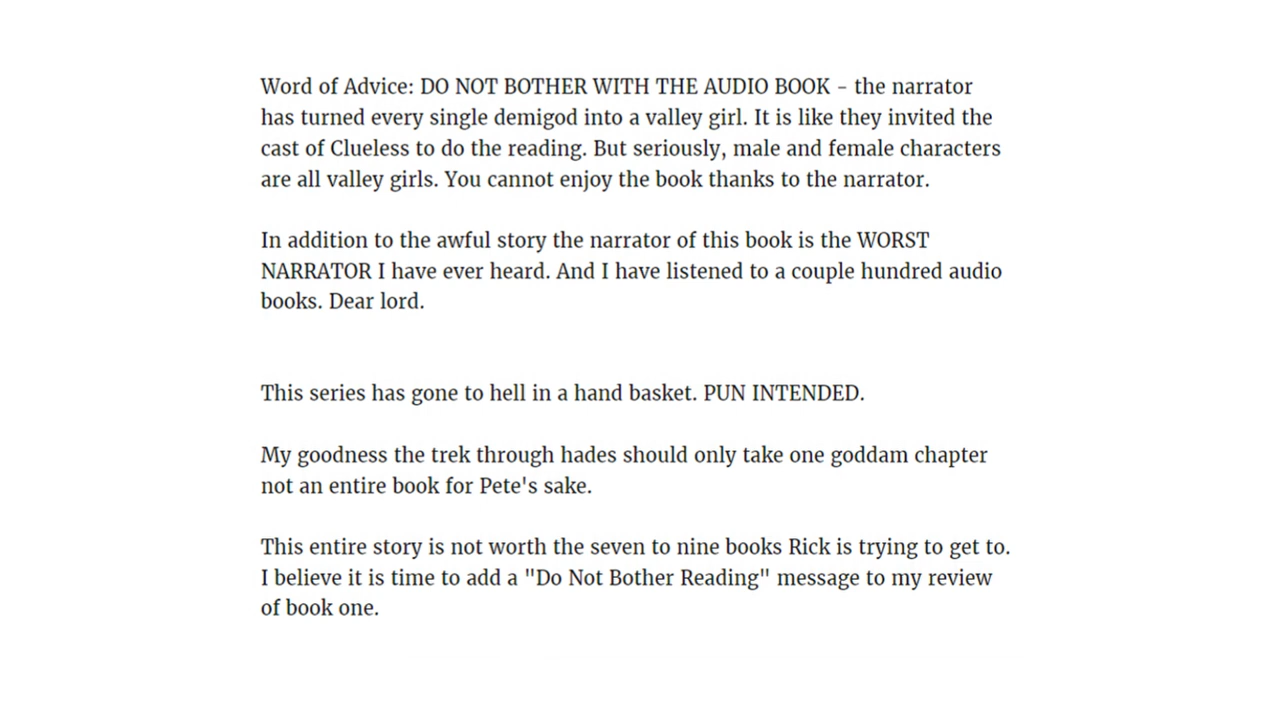 Word of Advice: DO NOT BOTHER WITH THE AUDIO BOOK - the narrator
has turned every single demigod into a valley girl. It is like they invited the
cast of Clueless to do the reading. But seriously, male and female characters
are all valley girls. You cannot enjoy the book thanks to the narrator.
In addition to the awful story the narrator of this book is the WORST
NARRATOR I have ever heard. And I have listened to a couple hundred audio
books. Dear lord.
This series has gone to hell in a hand basket. PUN INTENDED.
My goodness the trek through hades should only take one goddam chapter
not an entire book for Pete's sake.
This entire story is not worth the seven to nine books Rick is trying to get to.
I believe it is time to add a "Do Not Bother Reading" message to my review
of book one.